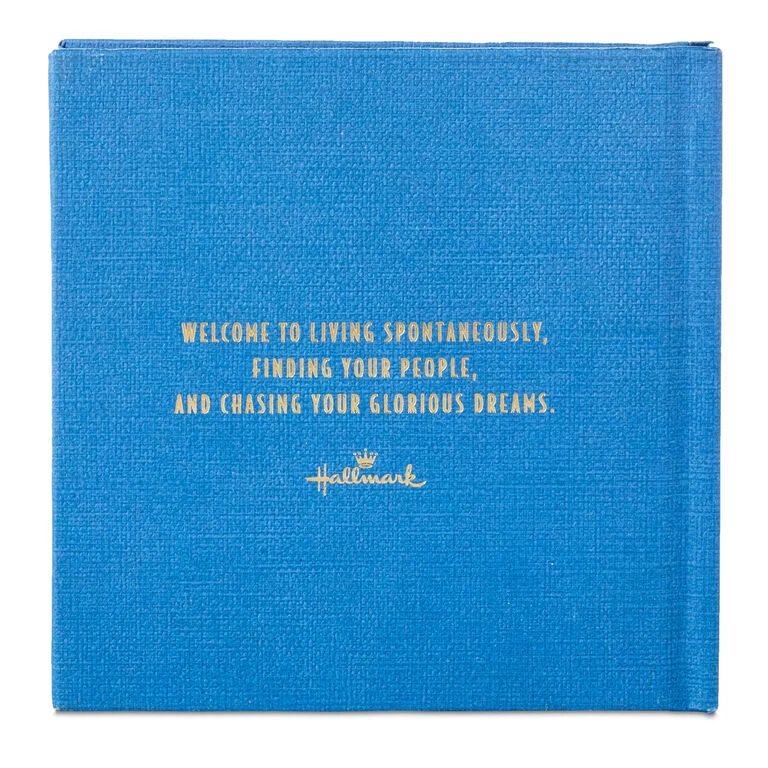 WELCOME TO LIVING SPONTANEOUSLY,
FINDING YOUR PEOPLE,
AND CHASING YOUR GLORIOUS DREAMS.
Hallmark